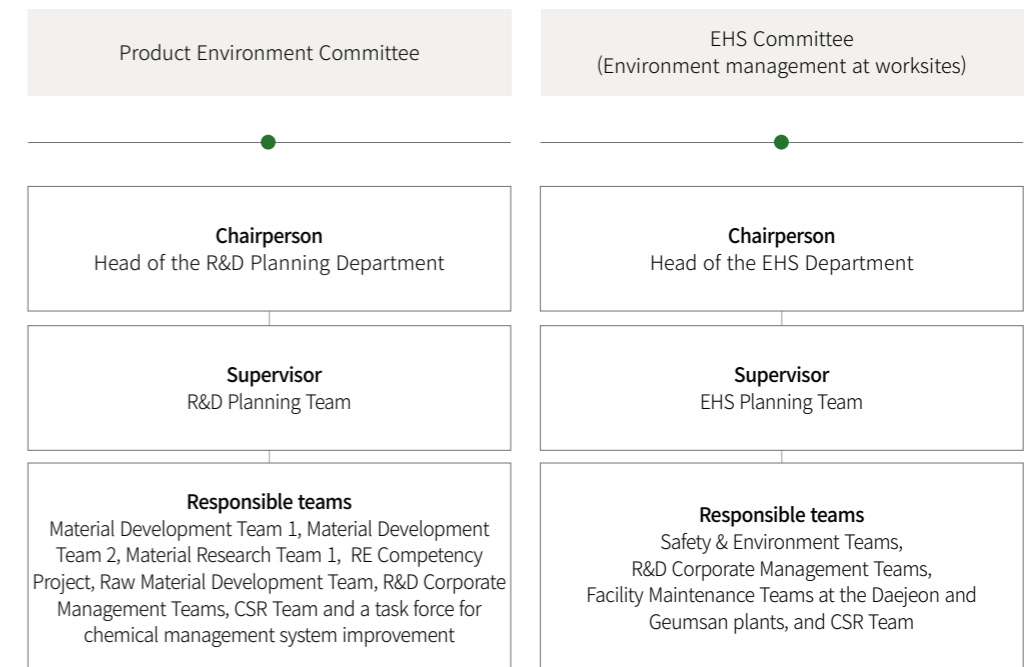 Product Environment Committee
Chairperson
Head of the R&D Planning Department
Supervisor
R&D Planning Team
Responsible teams
Material Development Team 1, Material Development
Team 2, Material Research Team 1, RE Competency
Project, Raw Material Development Team, R&D Corporate
Management Teams, CSR Team and a task force for
chemical management system improvement
EHS Committee
(Environment management at worksites)
Chairperson
Head of the EHS Department
Supervisor
EHS Planning Team
Responsible teams
Safety & Environment Teams,
R&D Corporate Management Teams,
Facility Maintenance Teams at the Daejeon and
Geumsan plants, and CSR Team